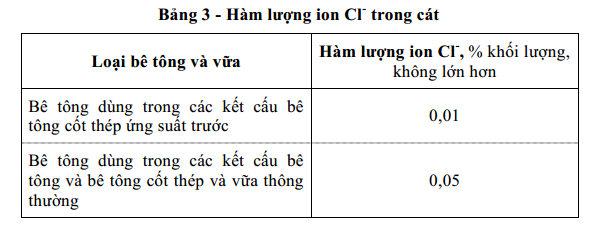 Bảng 3 - Hàm lượng ion Cl⁻ trong cát
Loại bê tông và vữa
Hàm lượng ion Cl⁻, % khối lượng,
không lớn hơn
Bê tông dùng trong các kết cấu bê
tông cốt thép ứng suất trước
0,01
Bê tông dùng trong các kết cấu bê
tông và bê tông cốt thép và vữa thông
thường
0,05